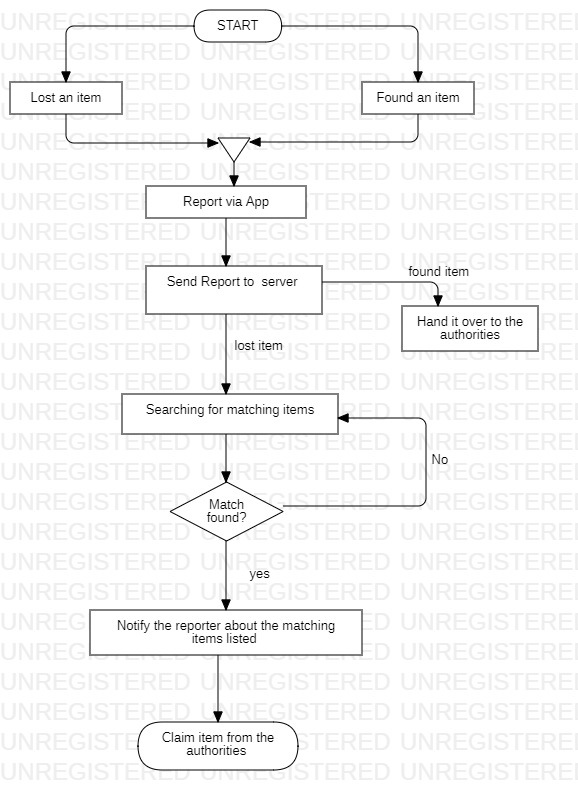 START
Lost an item
Found an item
Report via App
Send Report to server
found item
Hand it over to the
authorities
lost item
Searching for matching items
No
Match
found?
yes
Notify the reporter about the matching
items listed
Claim item from the
authorities
UNREGISTERED